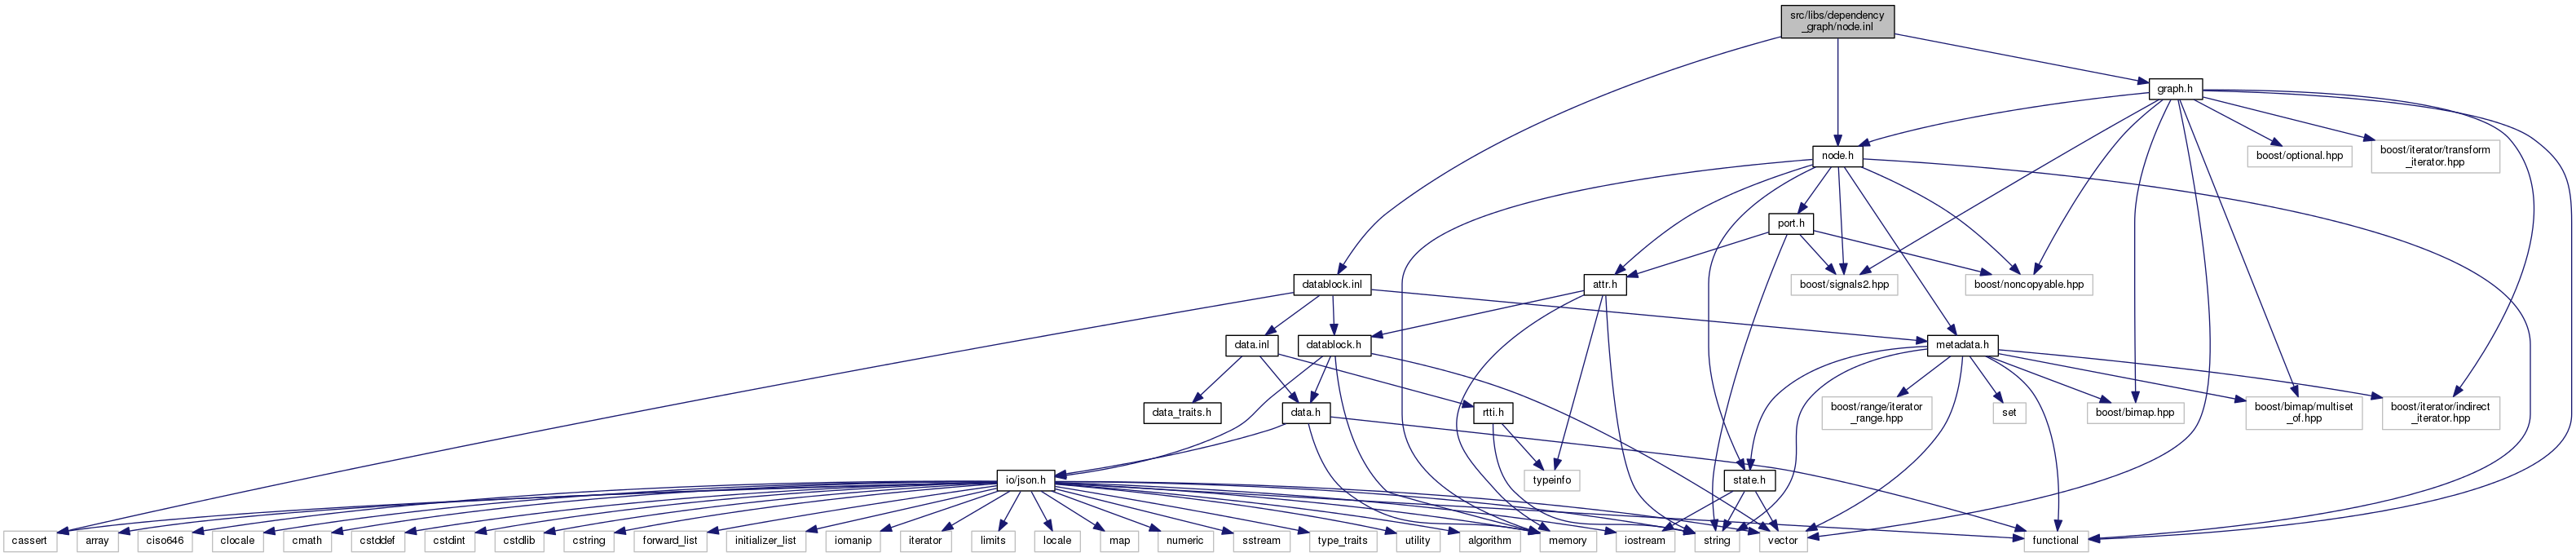 src/libs/dependency
_graph/node.inl
graph.h
node.h
boost/optional.hpp
boost/iterator/transform
_iterator.hpp
port.h
datablock.inl
attr.h
boost/signals2.hpp
boost/noncopyable.hpp
data.inl
datablock.h
metadata.h
data_traits.h
data.h
rtti.h
boost/range/iterator
_range.hpp
set
boost/bimap.hpp
boost/bimap/multiset
_of.hpp
boost/iterator/indirect
_iterator.hpp
io/json.h
typeinfo
state.h
cassert
array
ciso646
clocale
cmath
cstddef
cstdint
cstdlib
cstring
forward_list
initializer_list
iomanip
iterator
limits
locale
map
numeric
sstream
type_traits
utility
algorithm
memory
iostream
string
vector
functional